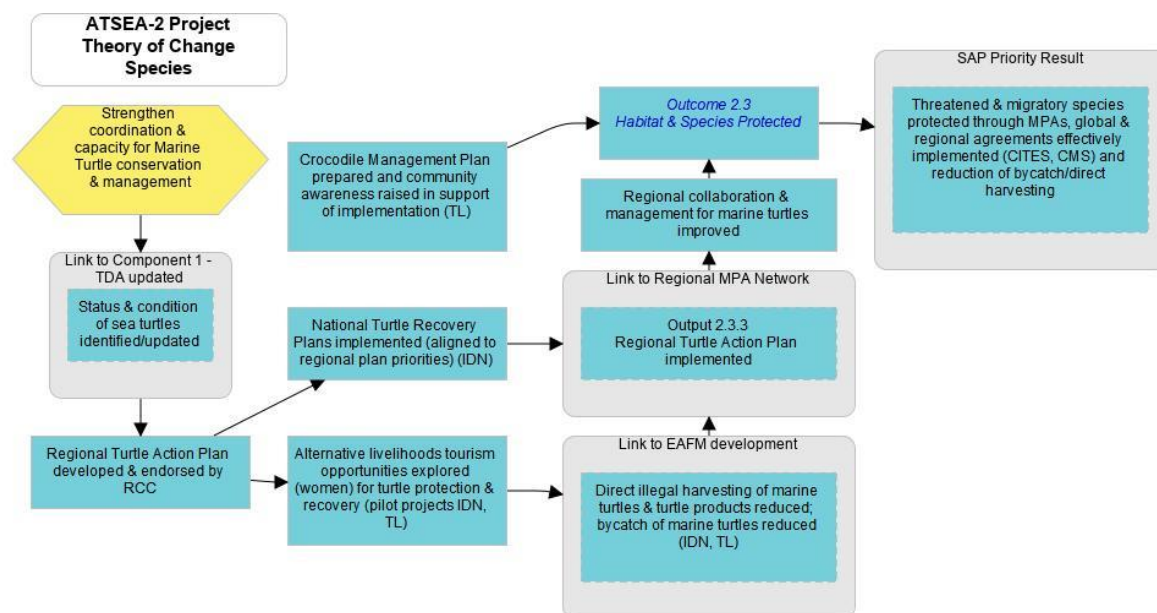 ATSEA-2 Project
Theory of Change
Species
Strengthen
coordination &
capacity for Marine
Turtle conservation
& management
Link to Component 1 -
TDA updated
Status & condition
of sea turtles
identified/updated
Regional Turtle Action Plan
developed & endorsed by
RCC
Crocodile Management Plan
prepared and community
awareness raised in support
of implementation (TL)
National Turtle Recovery
Plans implemented (aligned to
regional plan priorities) (IDN)
Alternative livelihoods tourism
opportunities explored
(women) for turtle protection &
recovery (pilot projects IDN,
TL)
Outcome 2.3
Habitat & Species Protected
Regional collaboration &
management for marine turtles
improved
Link to Regional MPA Network
Output 2.3.3
Regional Turtle Action Plan
implemented
Link to EAFM development
Direct illegal harvesting of marine
turtles & turtle products reduced;
bycatch of marine turtles reduced
(IDN, TL)
SAP Priority Result
Threatened & migratory species
protected through MPAs, global &
regional agreements effectively
implemented (CITES, CMS) and
reduction of bycatch/direct
harvesting